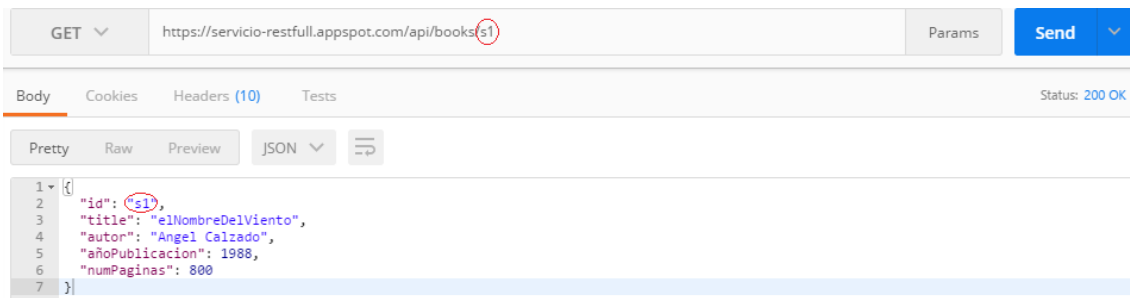 GET https://servicio-restfull.appspot.com/api/books/s1 Params Send
Body Cookies Headers (10) Tests Status: 200 OK
Pretty Raw Preview JSON
1 {
2 "id": "s1",
3 "title": "elNombreDelViento",
4 "autor": "Angel Calzado",
5 "añoPublicacion": 1988,
6 "numPaginas": 800
7 }